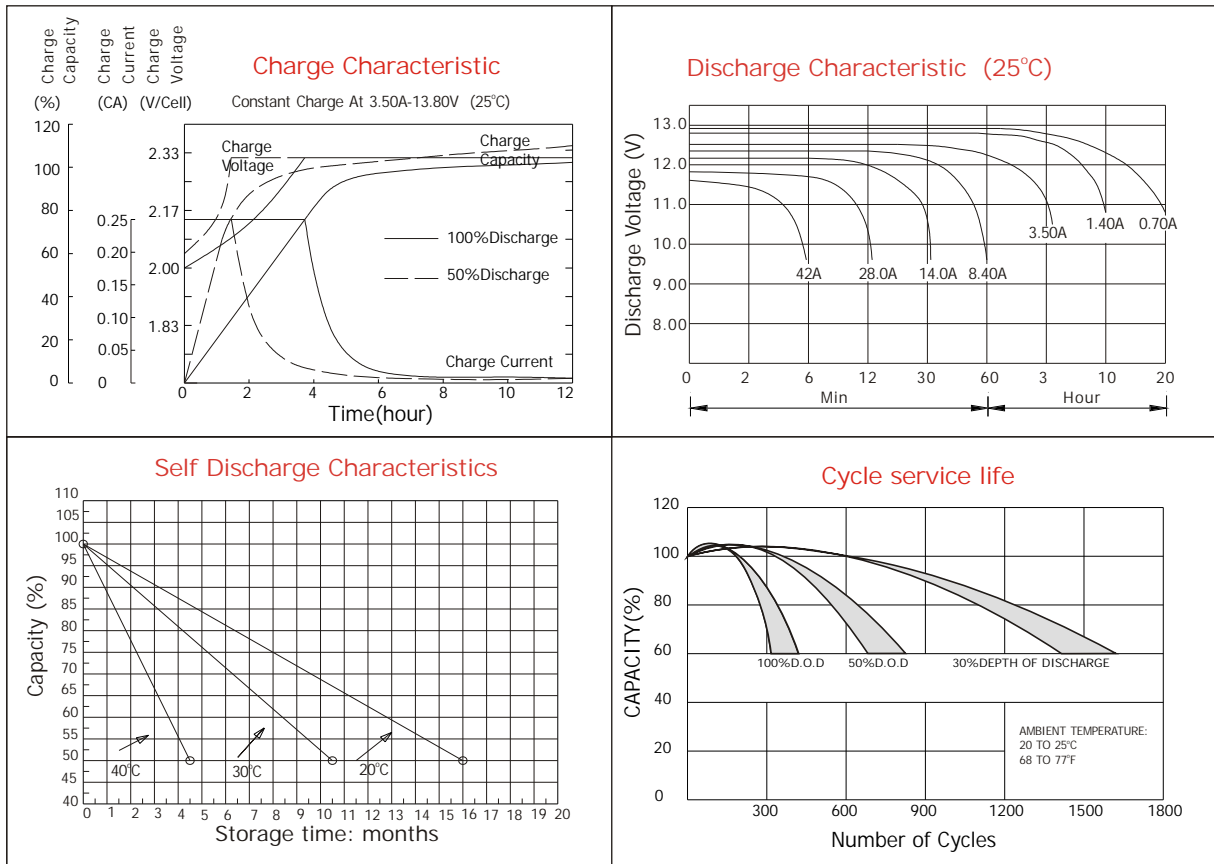 Charge Capacity
Charge Current
Charge Voltage
(%)
(CA)
(V/Cell)
Charge Characteristic
Constant Charge At 3.50A-13.80V (25°C)
120
100
80
60
40
20
0
0.25
0.20
0.15
0.10
0.05
0
2.33
2.17
2.00
1.83
Charge Voltage
Charge Capacity
100%Discharge
50%Discharge
Charge Current
0
2
4
6
8
10
12
Time(hour)
Discharge Characteristic (25°C)
Discharge Voltage (V)
13.0
12.0
11.0
10.0
9.00
8.00
42A
28.0A
14.0A
8.40A
3.50A
1.40A
0.70A
0
2
6
12
30
60
3
10
20
Min
Hour
Self Discharge Characteristics
Capacity (%)
110
105
100
95
90
80
85
75
70
65
60
55
50
45
40
40°C
30°C
20°C
0 1 2 3 4 5 6 7 8 9 10 11 12 13 14 15 16 17 18 19 20
Storage time: months
Cycle service life
CAPACITY(%)
120
100
80
60
40
20
0
100%D.O.D
50%D.O.D
30%DEPTH OF DISCHARGE
AMBIENT TEMPERATURE:
20 TO 25°C
68 TO 77°F
300
600
900
1200
1500
1800
Number of Cycles